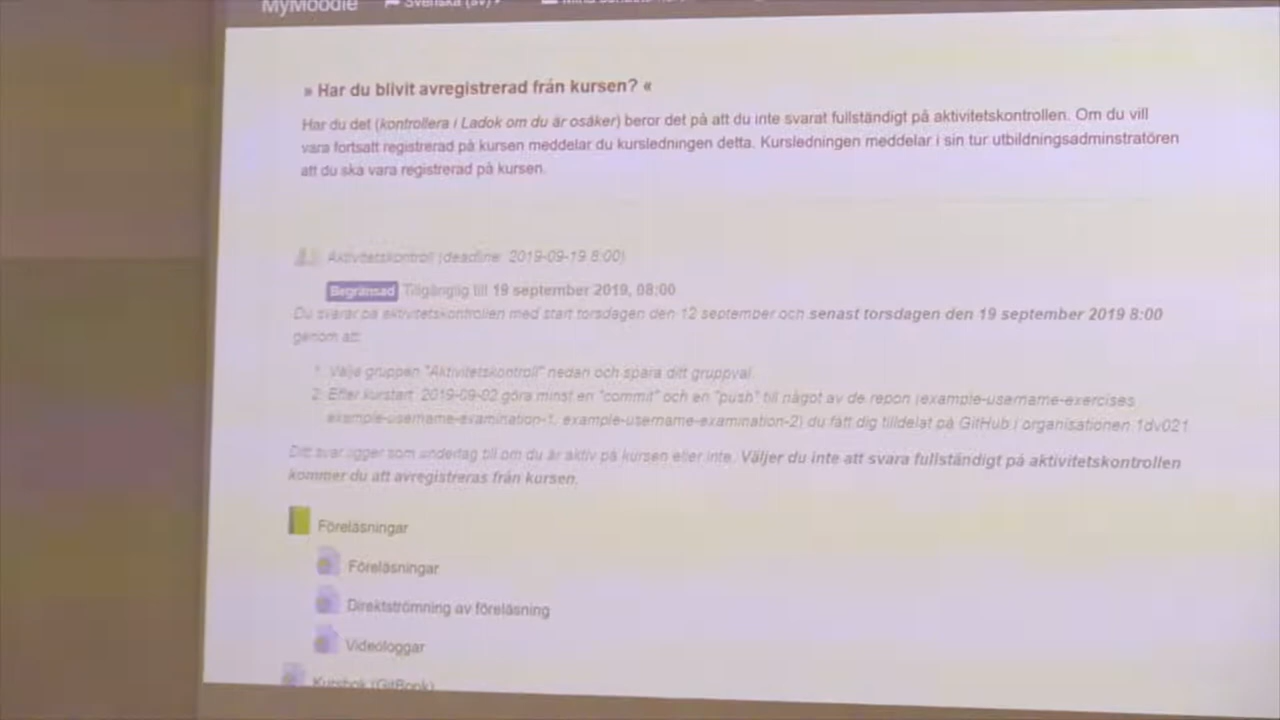 MyMoodle Svenska (sv)
» Har du blivit avregistrerad från kursen? «
Har du det (kontrollera i Ladok om du är osäker) beror det på att du inte svarat fullständigt på aktivitetskontrollen. Om du vill
vara fortsatt registrerad på kursen meddelar du kursledningen detta. Kursledningen meddelar i sin tur utbildningsadminstratören
att du ska vara registrerad på kursen.
Aktivitetskontroll (deadline: 2019-09-19 8:00)
Begränsad Tillgänglig till 19 september 2019, 08:00
Du svarar på aktivitetskontrollen med start torsdagen den 12 september och senast torsdagen den 19 september 2019 8:00
genom att:
1. Välja gruppen "Aktivitetskontroll" nedan och spara ditt gruppval.
2. Efter kursstart, 2019-09-02 göra minst en "commit" och en "push" till något av de repon (example-username-exercises,
example-username-examination-1, example-username-examination-2) du fått dig tilldelat på GitHub i organisationen 1dv021
Ditt svar ligger som underlag till om du är aktiv på kursen eller inte. Väljer du inte att svara fullständigt på aktivitetskontrollen
kommer du att avregistreras från kursen.
Föreläsningar
Föreläsningar
Direktströmning av föreläsning
Videologgar
Kursbok (GitBook)